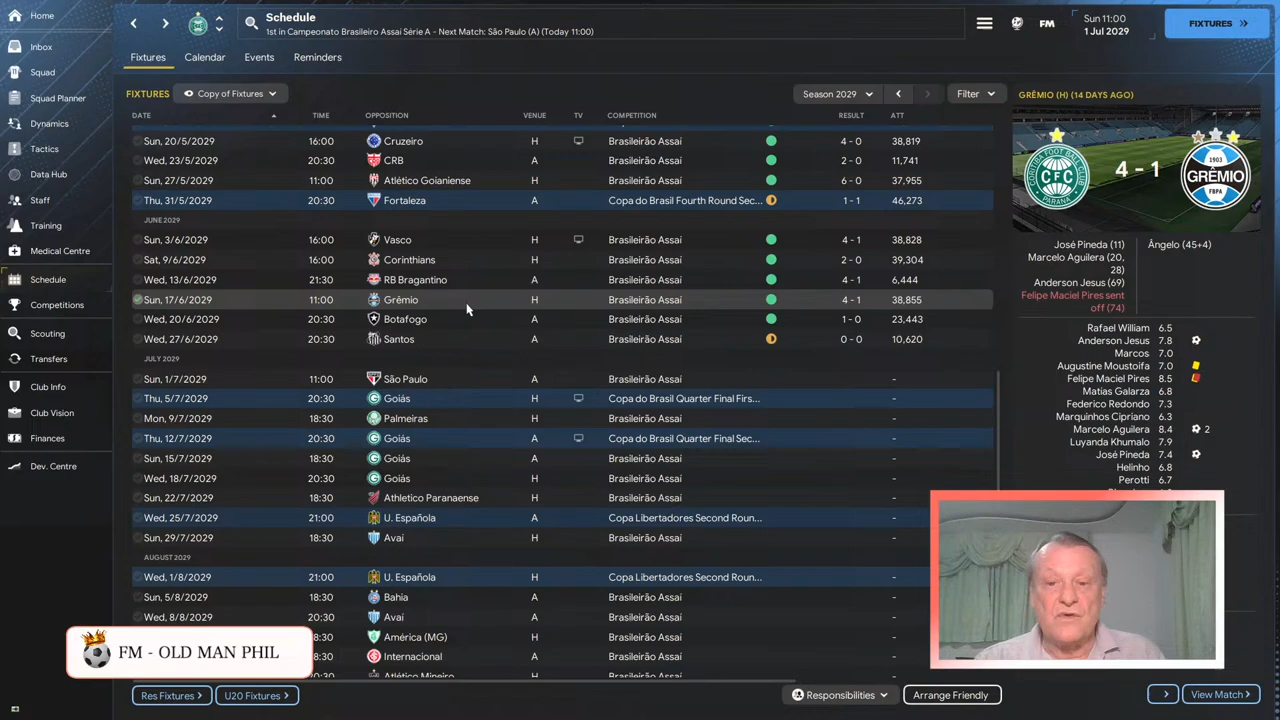 Home
Schedule
1st in Campeonato Brasileiro Assaí Série A - Next Match: São Paulo (A) (Today 11:00)
FM
Sun 11:00
1 Jul 2029
FIXTURES
Inbox
Squad
Squad Planner
Dynamics
Tactics
Data Hub
Staff
Training
Medical Centre
Schedule
Competitions
Scouting
Transfers
Club Info
Club Vision
Finances
Dev. Centre
Fixtures Calendar Events Reminders
FIXTURES Copy of Fixtures Season 2029 Filter
DATE TIME OPPOSITION VENUE TV COMPETITION RESULT ATT
Sun, 20/5/2029 16:00 Cruzeiro H Brasileirão Assaí 4 - 0 38,819
Wed, 23/5/2029 20:30 CRB A Brasileirão Assaí 2 - 0 11,741
Sun, 27/5/2029 11:00 Atlético Goianiense H Brasileirão Assaí 6 - 0 37,955
Thu, 31/5/2029 20:30 Fortaleza A Copa do Brasil Fourth Round Sec... 1 - 1 46,273
JUNE 2029
Sun, 3/6/2029 16:00 Vasco H Brasileirão Assaí 4 - 1 38,828
Sat, 9/6/2029 16:00 Corinthians H Brasileirão Assaí 2 - 0 39,304
Wed, 13/6/2029 21:30 RB Bragantino A Brasileirão Assaí 4 - 1 6,444
Sun, 17/6/2029 11:00 Grêmio H Brasileirão Assaí 4 - 1 38,855
Wed, 20/6/2029 20:30 Botafogo A Brasileirão Assaí 1 - 0 23,443
Wed, 27/6/2029 20:30 Santos A Brasileirão Assaí 0 - 0 10,620
JULY 2029
Sun, 1/7/2029 11:00 São Paulo A Brasileirão Assaí -
Thu, 5/7/2029 20:30 Goiás H Copa do Brasil Quarter Final Firs... -
Mon, 9/7/2029 18:30 Palmeiras H Brasileirão Assaí -
Thu, 12/7/2029 20:30 Goiás A Copa do Brasil Quarter Final Sec... -
Sun, 15/7/2029 18:30 Goiás A Brasileirão Assaí -
Wed, 18/7/2029 20:30 Goiás H Brasileirão Assaí -
Sun, 22/7/2029 18:30 Athletico Paranaense H Brasileirão Assaí -
Wed, 25/7/2029 21:00 U. Española A Copa Libertadores Second Roun... -
Sun, 29/7/2029 18:30 Avaí H Brasileirão Assaí -
AUGUST 2029
Wed, 1/8/2029 21:00 U. Española H Copa Libertadores Second Roun... -
Sun, 5/8/2029 18:30 Bahia A Brasileirão Assaí -
Wed, 8/8/2029 20:30 Avaí A Brasileirão Assaí -
8:30 América (MG) H Brasileirão Assaí -
8:30 Internacional A Brasileirão Assaí -
Atlético Mineiro
GRÊMIO (H) (14 DAYS AGO)
CFC
PARANA
4 - 1
1903
GRÊMIO
FBPA
José Pineda (11)
Marcelo Aguilera (20,
28)
Anderson Jesus (69)
Felipe Maciel Pires sent
off (74)
Ângelo (45+4)
Rafael William 6.5
Anderson Jesus 7.8
Marcos 7.0
Augustine Moustoifa 7.0
Felipe Maciel Pires 8.5
Matías Galarza 6.8
Federico Redondo 7.3
Marquinhos Cipriano 6.3
Marcelo Aguilera 8.4 2
Luyanda Khumalo 7.9
José Pineda 7.4
Helinho 6.8
Perotti 6.7
FM - OLD MAN PHIL
Res Fixtures U20 Fixtures Responsibilities Arrange Friendly View Match